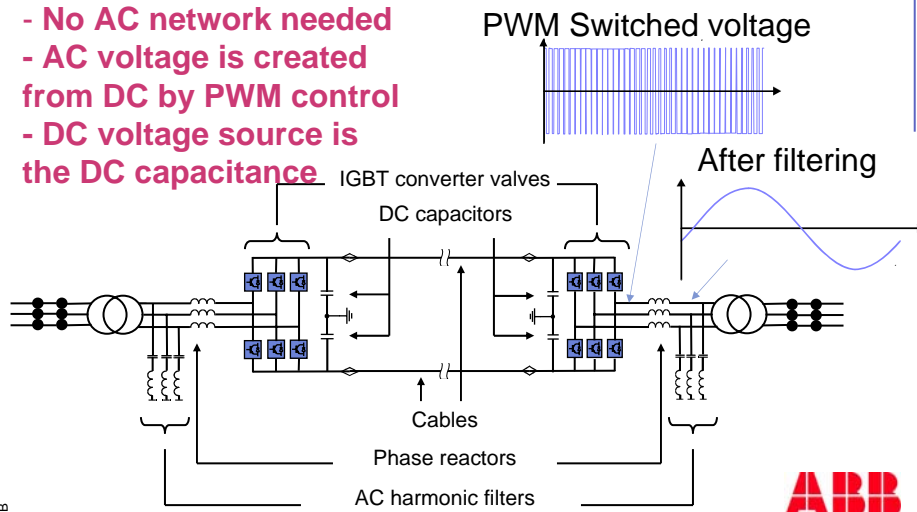 - No AC network needed
- AC voltage is created
from DC by PWM control
- DC voltage source is
the DC capacitance
PWM Switched voltage
After filtering
IGBT converter valves
DC capacitors
Cables
Phase reactors
AC harmonic filters
ABB